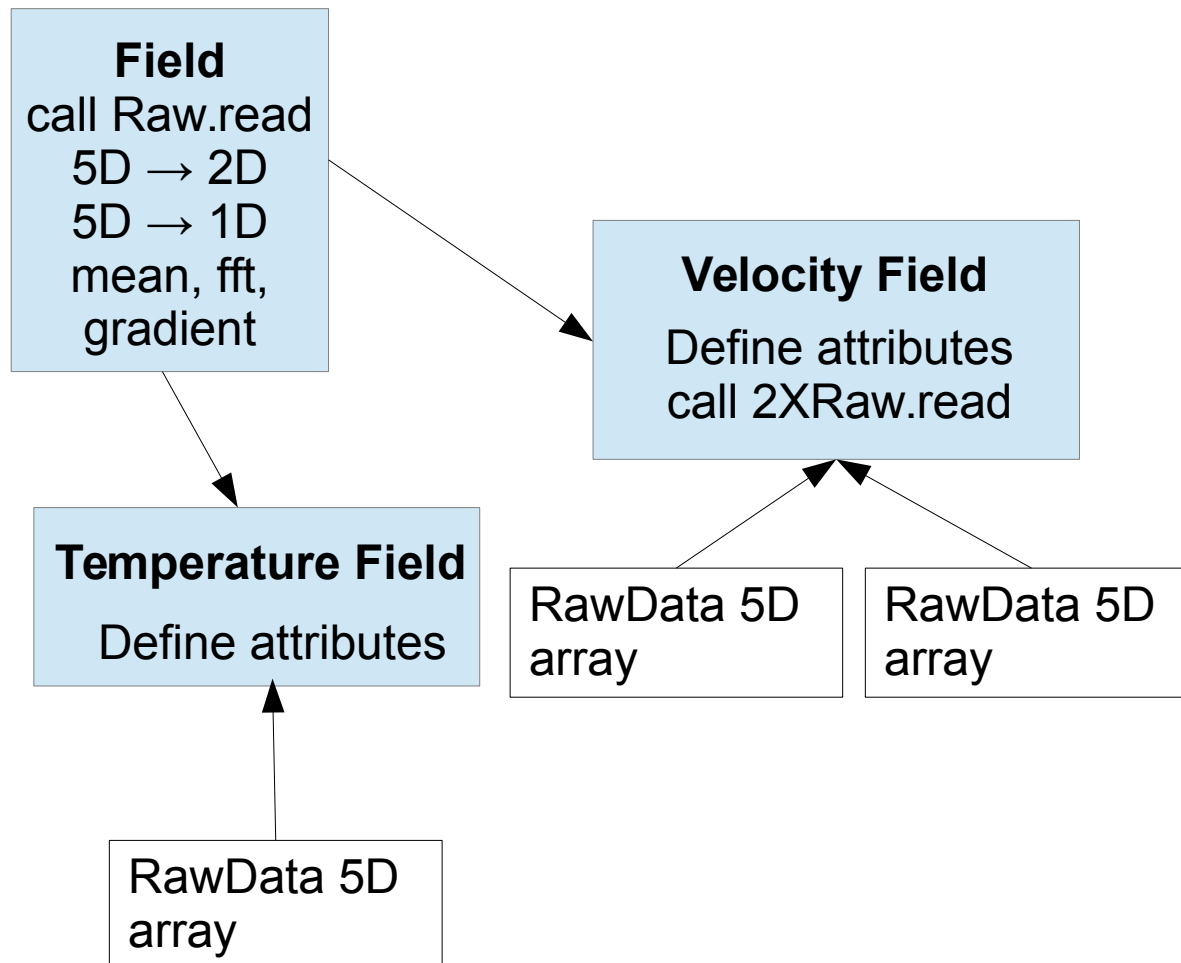 Field
call Raw.read
5D → 2D
5D → 1D
mean, fft,
gradient
Velocity Field
Define attributes
call 2XRaw.read
Temperature Field
Define attributes
RawData 5D
array
RawData 5D
array
RawData 5D
array